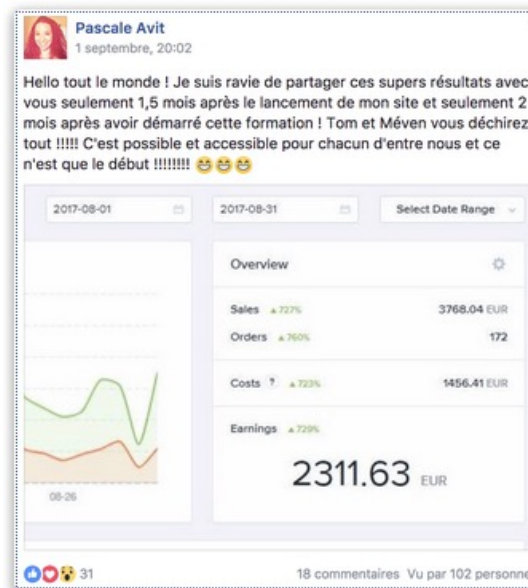 Pascale Avit
1 septembre, 20:02
Hello tout le monde ! Je suis ravie de partager ces supers résultats avec
vous seulement 1,5 mois après le lancement de mon site et seulement 2
mois après avoir démarré cette formation ! Tom et Méven vous déchirez
tout !!!!! C'est possible et accessible pour chacun d'entre nous et ce
n'est que le début !!!!!!!! 😁😁😁
2017-08-01 2017-08-31 Select Date Range
Overview
Sales ▲727% 3768.04 EUR
Orders ▲760% 172
Costs ? ▲723% 1456.41 EUR
Earnings ▲729%
2311.63 EUR
08-26
31 18 commentaires Vu par 102 personne